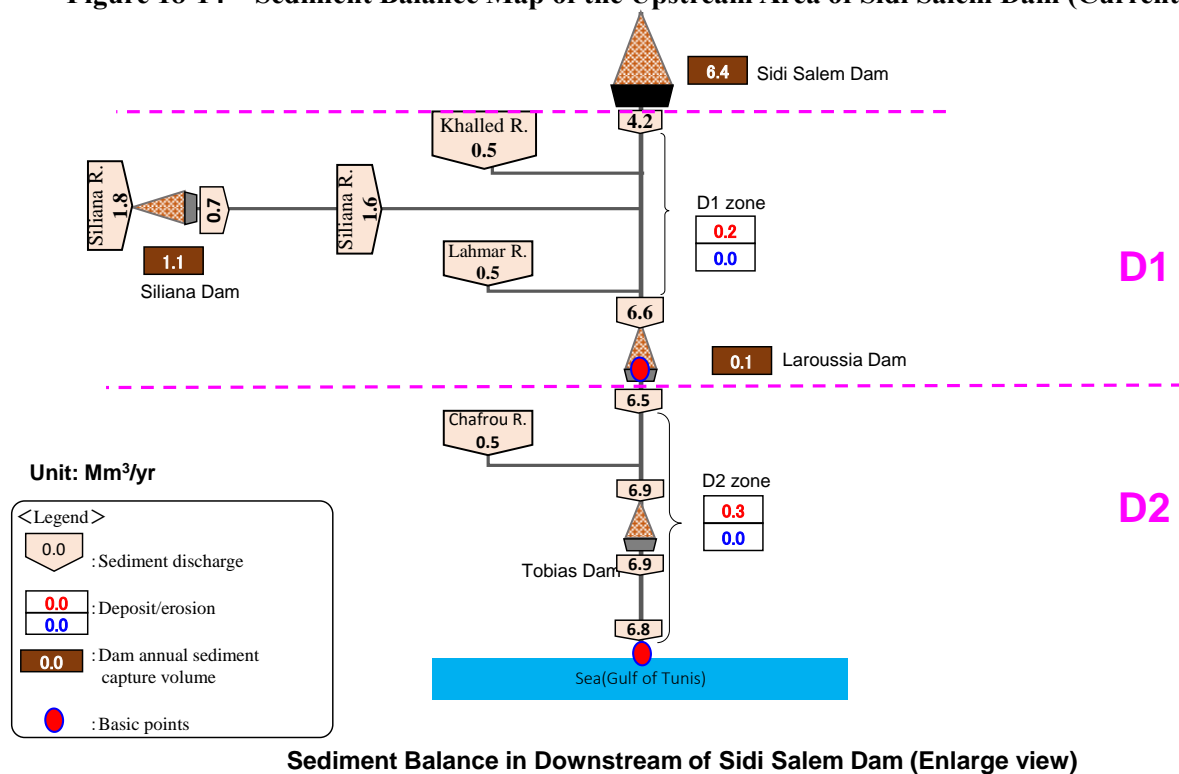 Figure 18-14 Sediment Balance Map of the Upstream Area of Sidi Salem Dam (Current
6.4
Sidi Salem Dam
4.2
Khalled R.
0.5
Siliana R.
1.8
0.7
Siliana R.
1.6
D1 zone
0.2
0.0
1.1
Siliana Dam
Lahmar R.
0.5
D1
6.6
0.1
Laroussia Dam
6.5
Chafrou R.
0.5
Unit: Mm³/yr
6.9
D2 zone
0.3
0.0
D2
Tobias Dam
6.9
6.8
Sea(Gulf of Tunis)
<Legend>
0.0
:Sediment discharge
0.0
0.0
:Deposit/erosion
0.0
:Dam annual sediment
capture volume
:Basic points
Sediment Balance in Downstream of Sidi Salem Dam (Enlarge view)